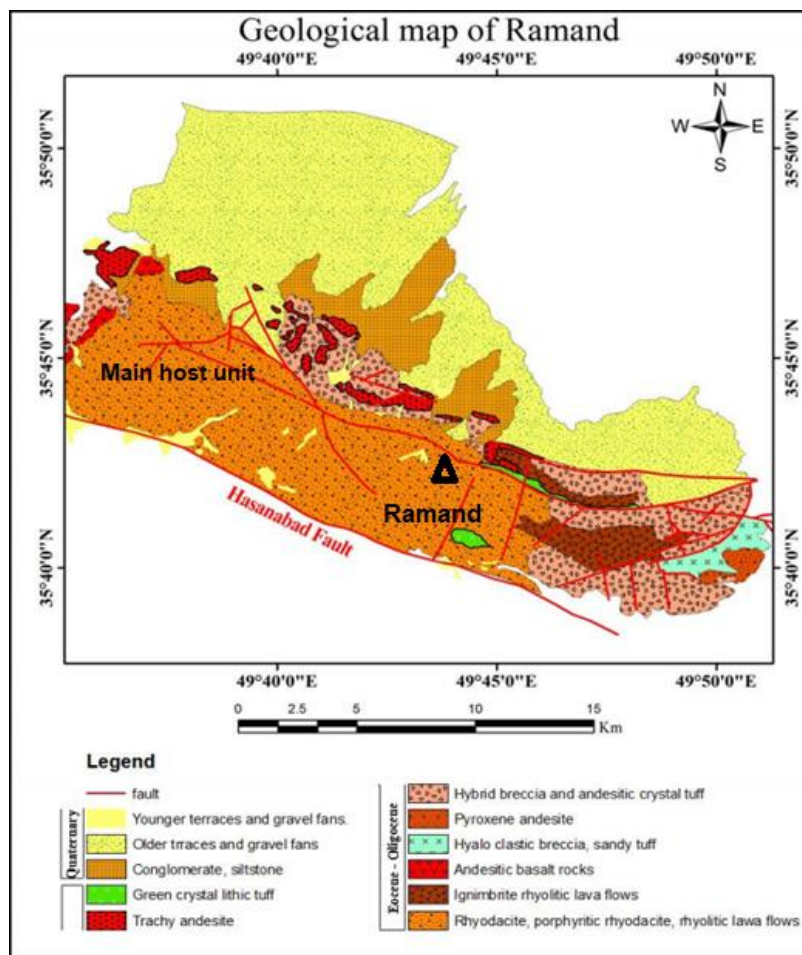 Geological map of Ramand
49°40'0"E 49°45'0"E 49°50'0"E
N
W E
S
35°50'0"N 35°50'0"N
35°45'0"N 35°45'0"N
35°40'0"N 35°40'0"N
Main host unit
Ramand
Hasanabad Fault
49°40'0"E 49°45'0"E 49°50'0"E
0 2.5 5 10 15
Km
Legend
fault
Quaternary
Younger terraces and gravel fans.
Older trraces and gravel fans
Conglomerate, siltstone
Green crystal lithic tuff
Trachy andesite
Eocene - Oligocene
Hybrid breccia and andesitic crystal tuff
Pyroxene andesite
Hyalo clastic breccia, sandy tuff
Andesitic basalt rocks
Ignimbrite rhyolitic lava flows
Rhyodacite, porphyritic rhyodacite, rhyolitic lawa flows